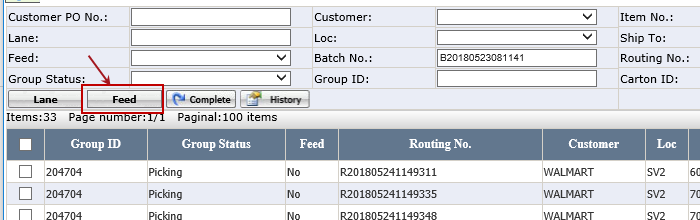 Customer PO No.: Customer: Item No.:
Lane: Loc: Ship To:
Feed: Batch No.: B20180523081141 Routing No.:
Group Status: Group ID: Carton ID:
Lane Feed Complete History
Items:33 Page number:1/1 Paginal:100 items
Group ID Group Status Feed Routing No. Customer Loc
204704 Picking No R201805241149311 WALMART SV2 60
204704 Picking No R201805241149335 WALMART SV2 70
204704 Picking No R201805241149348 WALMART SV2 70